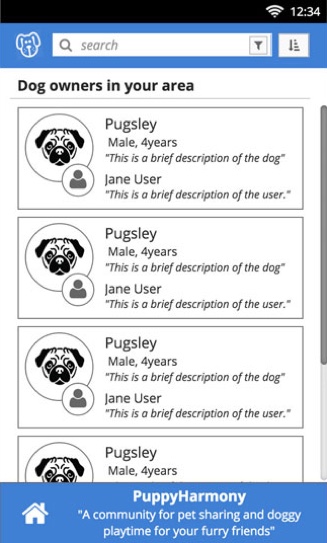 12:34
search
Dog owners in your area
Pugsley
Male, 4years
"This is a brief description of the dog"
Jane User
"This is a brief description of the user."
Pugsley
Male, 4years
"This is a brief description of the dog"
Jane User
"This is a brief description of the user."
Pugsley
Male, 4years
"This is a brief description of the dog"
Jane User
"This is a brief description of the user."
Pugsley
Male, 4years
PuppyHarmony
"A community for pet sharing and doggy
playtime for your furry friends"